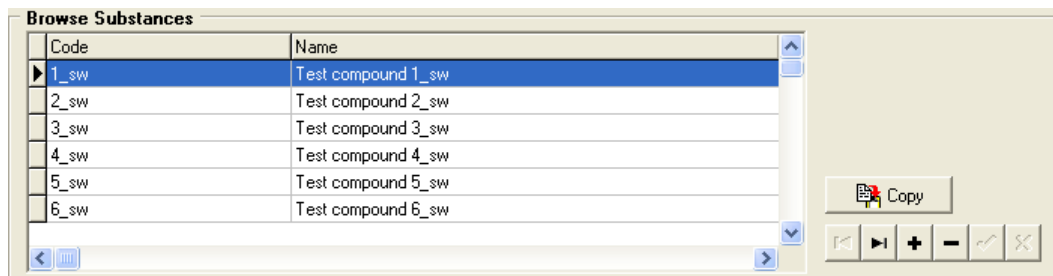 Browse Substances
Code Name
1_sw Test compound 1_sw
2_sw Test compound 2_sw
3_sw Test compound 3_sw
4_sw Test compound 4_sw
5_sw Test compound 5_sw
6_sw Test compound 6_sw
Copy